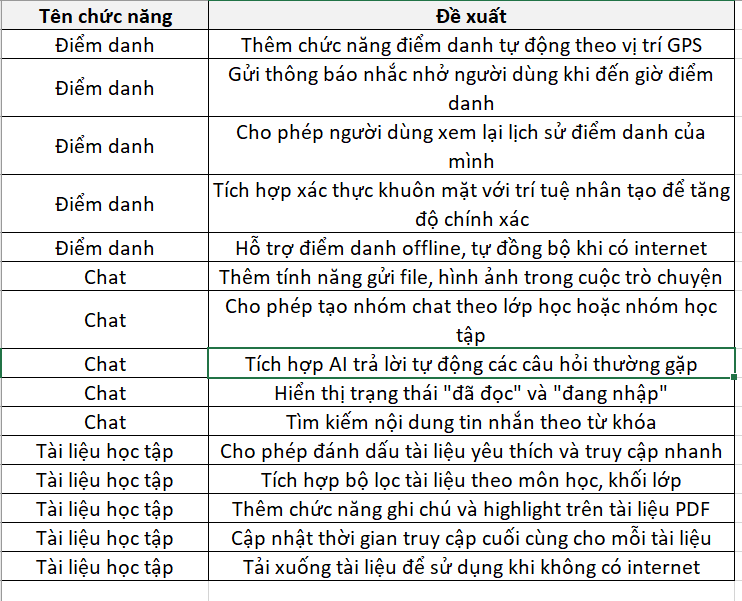 Tên chức năng Đề xuất
Điểm danh Thêm chức năng điểm danh tự động theo vị trí GPS
Điểm danh Gửi thông báo nhắc nhở người dùng khi đến giờ điểm
danh
Điểm danh Cho phép người dùng xem lại lịch sử điểm danh của
mình
Điểm danh Tích hợp xác thực khuôn mặt với trí tuệ nhân tạo để tăng
độ chính xác
Điểm danh Hỗ trợ điểm danh offline, tự đồng bộ khi có internet
Chat Thêm tính năng gửi file, hình ảnh trong cuộc trò chuyện
Chat Cho phép tạo nhóm chat theo lớp học hoặc nhóm học
tập
Chat Tích hợp AI trả lời tự động các câu hỏi thường gặp
Chat Hiển thị trạng thái "đã đọc" và "đang nhập"
Chat Tìm kiếm nội dung tin nhắn theo từ khóa
Tài liệu học tập Cho phép đánh dấu tài liệu yêu thích và truy cập nhanh
Tài liệu học tập Tích hợp bộ lọc tài liệu theo môn học, khối lớp
Tài liệu học tập Thêm chức năng ghi chú và highlight trên tài liệu PDF
Tài liệu học tập Cập nhật thời gian truy cập cuối cùng cho mỗi tài liệu
Tài liệu học tập Tải xuống tài liệu để sử dụng khi không có internet